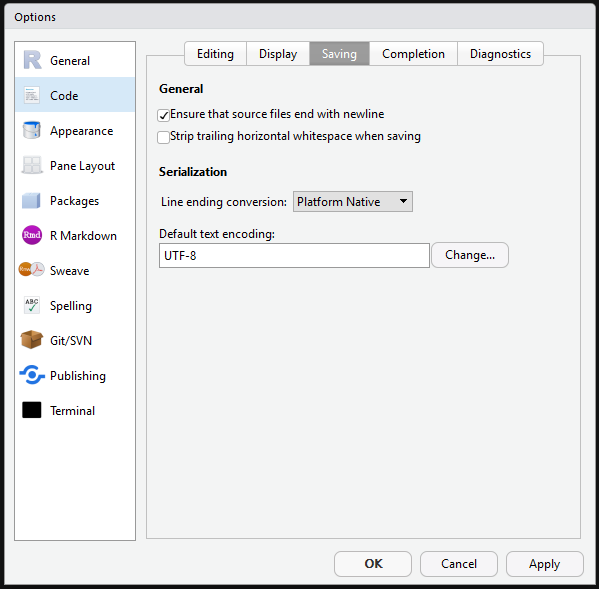 Options
General
Code
Appearance
Pane Layout
Packages
Rmd R Markdown
Sweave
ABC Spelling
Git/SVN
Publishing
Terminal
Editing Display Saving Completion Diagnostics
General
Ensure that source files end with newline
Strip trailing horizontal whitespace when saving
Serialization
Line ending conversion: Platform Native
Default text encoding:
UTF-8 Change...
OK Cancel Apply